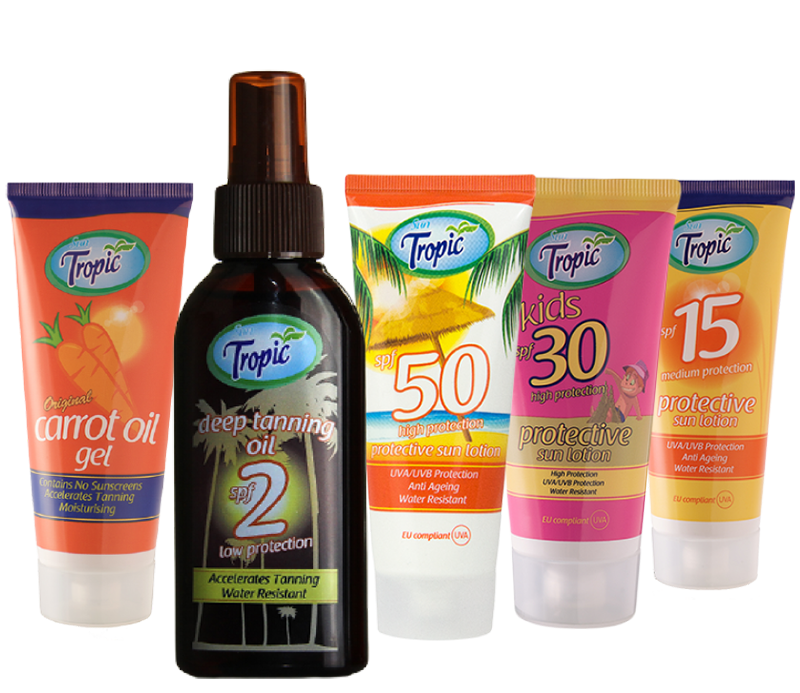 Sun
Tropic
Original
carrot oil
gel
Contains No Sunscreens
Accelerates Tanning
Moisturising
Sun
Tropic
deep tanning
oil
spf
2
low protection
Accelerates Tanning
Water Resistant
Sun
Tropic
spf
50
high protection
protective sun lotion
UVA/UVB Protection
Anti Ageing
Water Resistant
EU compliant UVA
Sun
Tropic
kids
spf
30
high protection
protective
sun lotion
High Protection
UVA/UVB Protection
Water Resistant
EU compliant UVA
Sun
Tropic
spf
15
medium protection
protective
sun lotion
UVA/UVB Protection
Anti Ageing
Water Resistant
EU compliant UVA